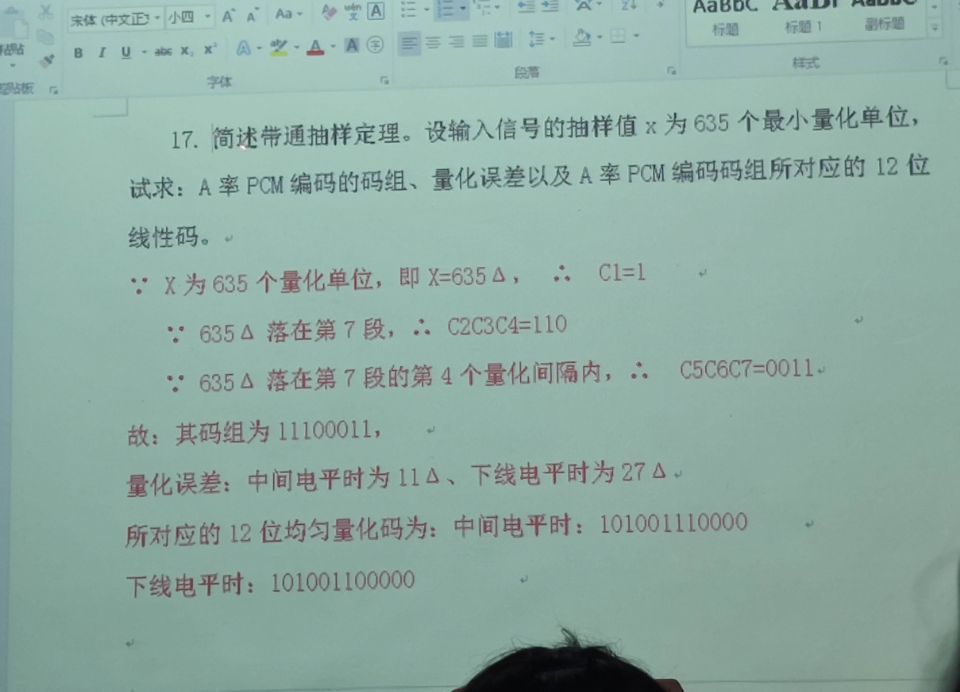 宋体 (中文正 小四 A A Aa wén A
B I U abc X₂ X² A aby A A 字
AaBbC AaBl AaBbC
标题 标题 1 副标题
字体 段落 样式
17. 简述带通抽样定理。设输入信号的抽样值 x 为 635 个最小量化单位，
试求：A 率 PCM 编码的码组、量化误差以及 A 率 PCM 编码码组所对应的 12 位
线性码。
∵ X 为 635 个量化单位，即 X=635Δ， ∴ C1=1
∵ 635Δ 落在第 7 段，∴ C2C3C4=110
∵ 635Δ 落在第 7 段的第 4 个量化间隔内，∴ C5C6C7=0011
故：其码组为 11100011，
量化误差：中间电平时为 11Δ、下线电平时为 27Δ
所对应的 12 位均匀量化码为：中间电平时：101001110000
下线电平时：101001100000